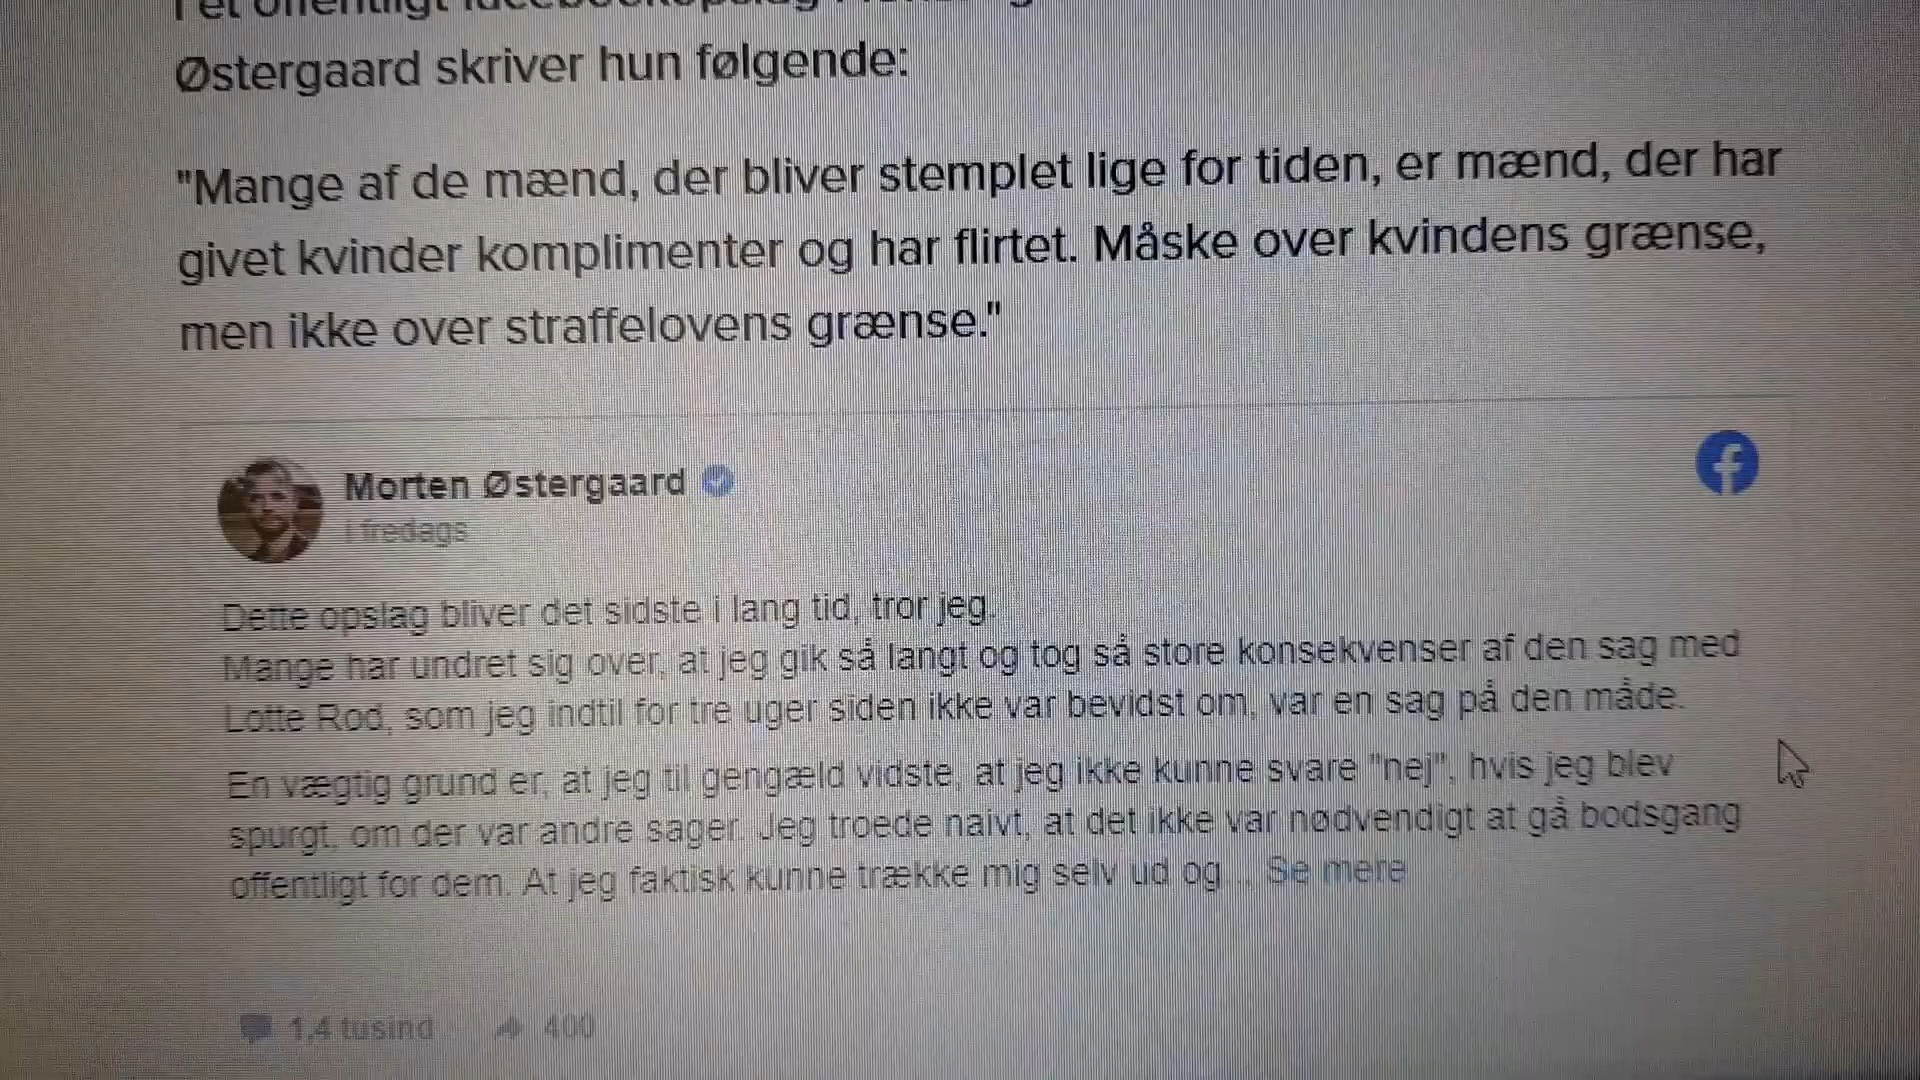 Østergaard skriver hun følgende:
"Mange af de mænd, der bliver stemplet lige for tiden, er mænd, der har
givet kvinder komplimenter og har flirtet. Måske over kvindens grænse,
men ikke over straffelovens grænse."
Morten Østergaard
I fredags
Dette opslag bliver det sidste i lang tid, tror jeg.
Mange har undret sig over, at jeg gik så langt og tog så store konsekvenser af den sag med
Lotte Rod, som jeg indtil for tre uger siden ikke var bevidst om, var en sag på den måde.
En vægtig grund er, at jeg til gengæld vidste, at jeg ikke kunne svare "nej", hvis jeg blev
spurgt, om der var andre sager. Jeg troede naivt, at det ikke var nødvendigt at gå bodsgang
offentligt for dem. At jeg faktisk kunne trække mig selv ud og ... Se mere
1,4 tusind 400